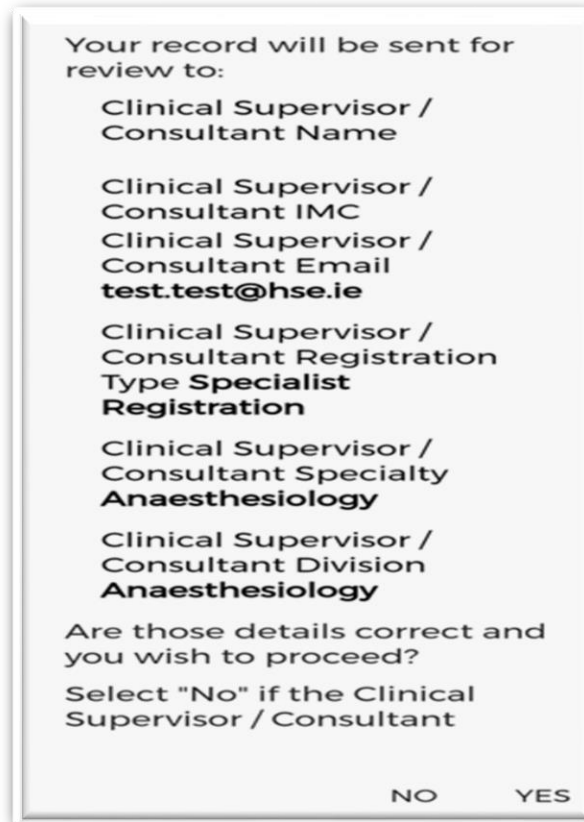 Your record will be sent for
review to:
Clinical Supervisor /
Consultant Name
Clinical Supervisor /
Consultant IMC
Clinical Supervisor /
Consultant Email
test.test@hse.ie
Clinical Supervisor /
Consultant Registration
Type Specialist
Registration
Clinical Supervisor /
Consultant Specialty
Anaesthesiology
Clinical Supervisor /
Consultant Division
Anaesthesiology
Are those details correct and
you wish to proceed?
Select "No" if the Clinical
Supervisor / Consultant
NO YES